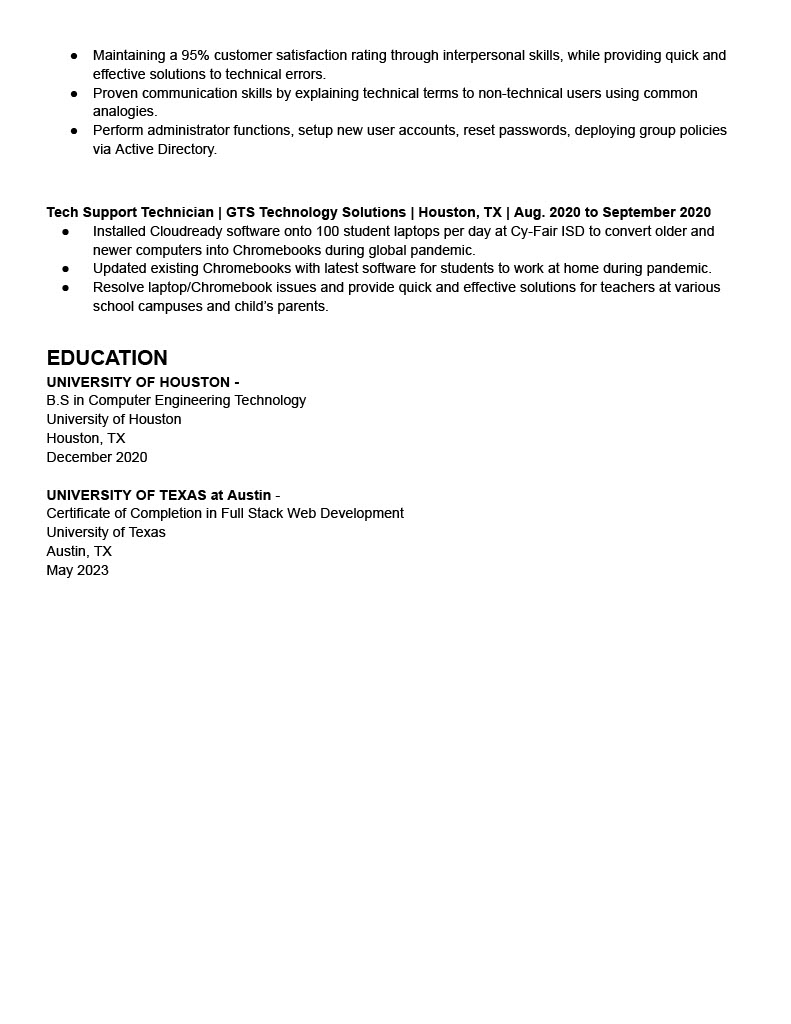 ● Maintaining a 95% customer satisfaction rating through interpersonal skills, while providing quick and
effective solutions to technical errors.
● Proven communication skills by explaining technical terms to non-technical users using common
analogies.
● Perform administrator functions, setup new user accounts, reset passwords, deploying group policies
via Active Directory.
Tech Support Technician | GTS Technology Solutions | Houston, TX | Aug. 2020 to September 2020
● Installed Cloudready software onto 100 student laptops per day at Cy-Fair ISD to convert older and
newer computers into Chromebooks during global pandemic.
● Updated existing Chromebooks with latest software for students to work at home during pandemic.
● Resolve laptop/Chromebook issues and provide quick and effective solutions for teachers at various
school campuses and child’s parents.
EDUCATION
UNIVERSITY OF HOUSTON -
B.S in Computer Engineering Technology
University of Houston
Houston, TX
December 2020
UNIVERSITY OF TEXAS at Austin -
Certificate of Completion in Full Stack Web Development
University of Texas
Austin, TX
May 2023